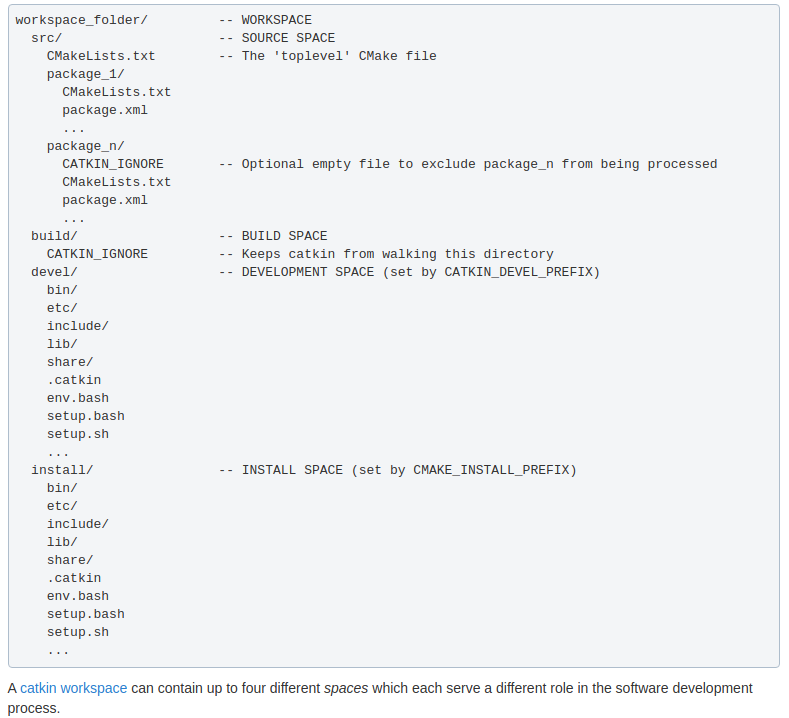 workspace_folder/         -- WORKSPACE
  src/                    -- SOURCE SPACE
    CMakeLists.txt        -- The 'toplevel' CMake file
    package_1/
      CMakeLists.txt
      package.xml
      ...
    package_n/
      CATKIN_IGNORE       -- Optional empty file to exclude package_n from being processed
      CMakeLists.txt
      package.xml
      ...
  build/                  -- BUILD SPACE
    CATKIN_IGNORE         -- Keeps catkin from walking this directory
  devel/                  -- DEVELOPMENT SPACE (set by CATKIN_DEVEL_PREFIX)
    bin/
    etc/
    include/
    lib/
    share/
    .catkin
    env.bash
    setup.bash
    setup.sh
    ...
  install/                -- INSTALL SPACE (set by CMAKE_INSTALL_PREFIX)
    bin/
    etc/
    include/
    lib/
    share/
    .catkin
    env.bash
    setup.bash
    setup.sh
    ...
A catkin workspace can contain up to four different spaces which each serve a different role in the software development
process.